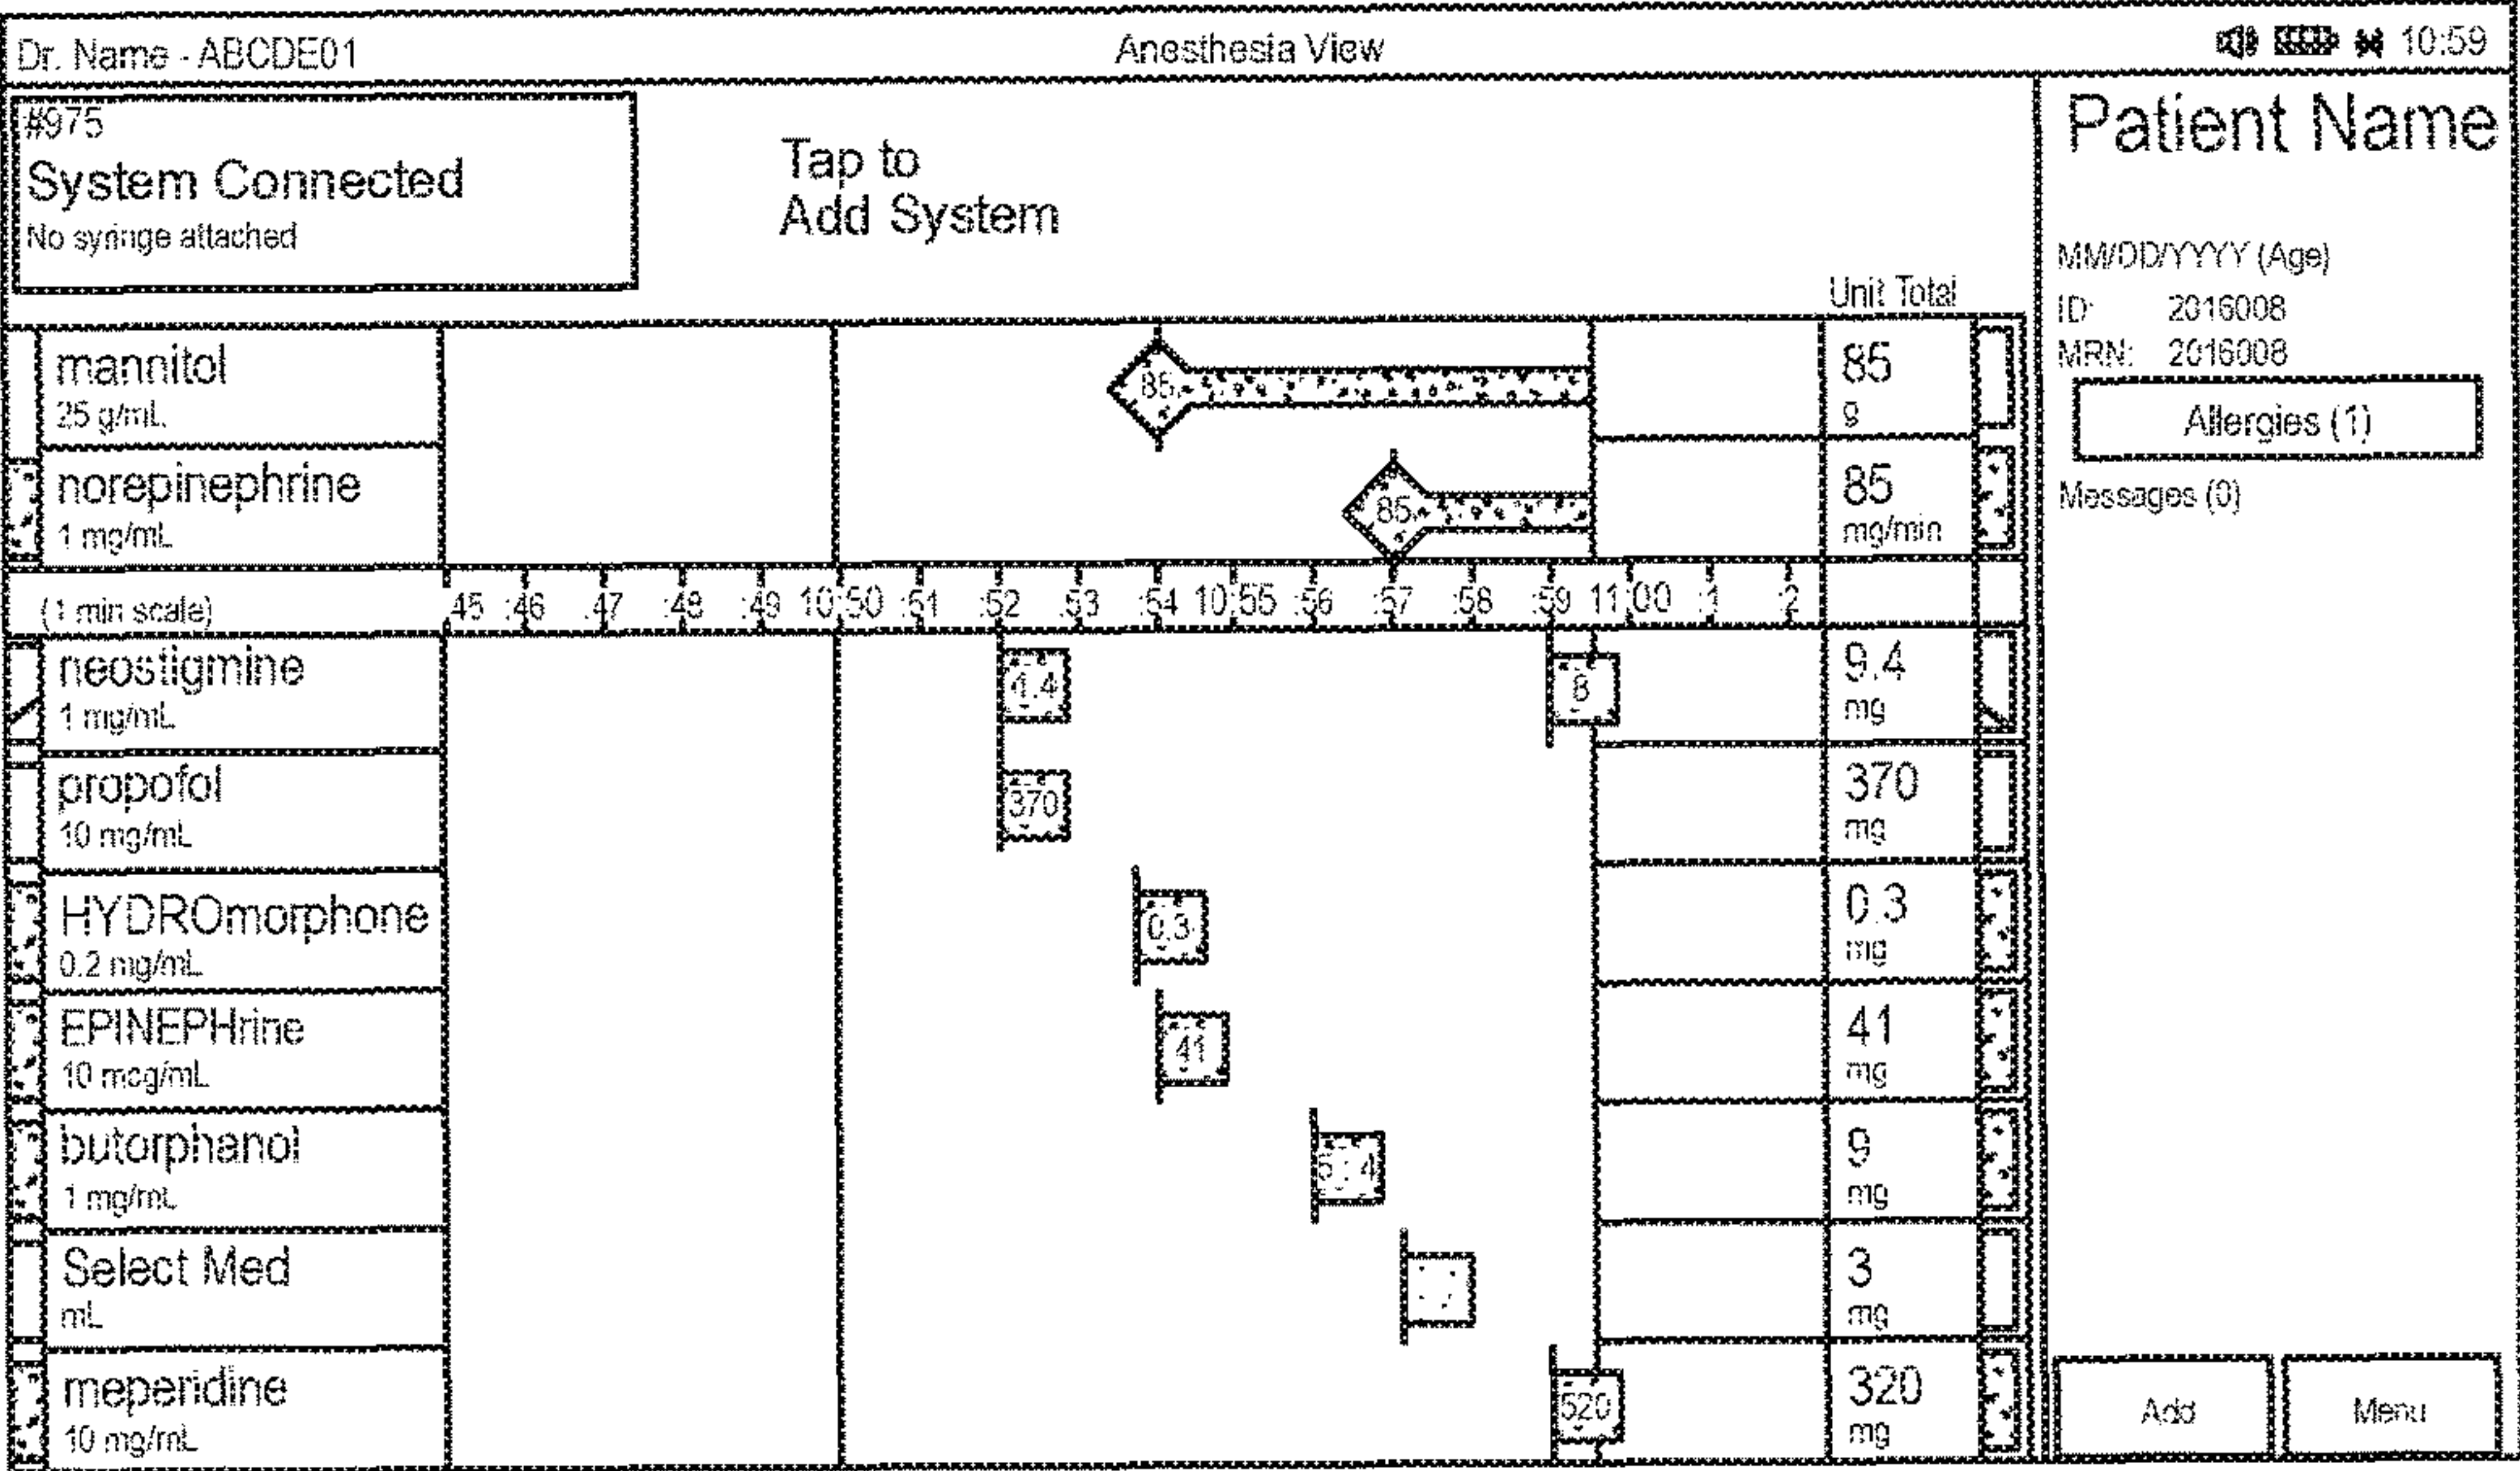 Dr. Name - ABCDE01
Anesthesia View
10:59
#975
System Connected
No syringe attached
Tap to
Add System
Patient Name
MM/DD/YYYY (Age)
ID: 2016008
MRN: 2016008
Allergies (1)
Messages (0)
Unit Total
mannitol
25 g/mL
85
85
g
norepinephrine
1 mg/mL
85
85
mg/min
(1 min scale)
:45 :46 :47 :48 :49 10:50 :51 :52 :53 :54 10:55 :56 :57 :58 :59 11:00 :1 :2
neostigmine
1 mg/mL
8
9.4
mg
propofol
10 mg/mL
370
370
mg
HYDROmorphone
0.2 mg/mL
0.3
0.3
mg
EPINEPHrine
10 mcg/mL
41
41
mg
butorphanol
1 mg/mL
9
mg
Select Med
mL
3
mg
meperidine
10 mg/mL
520
320
mg
Add
Menu